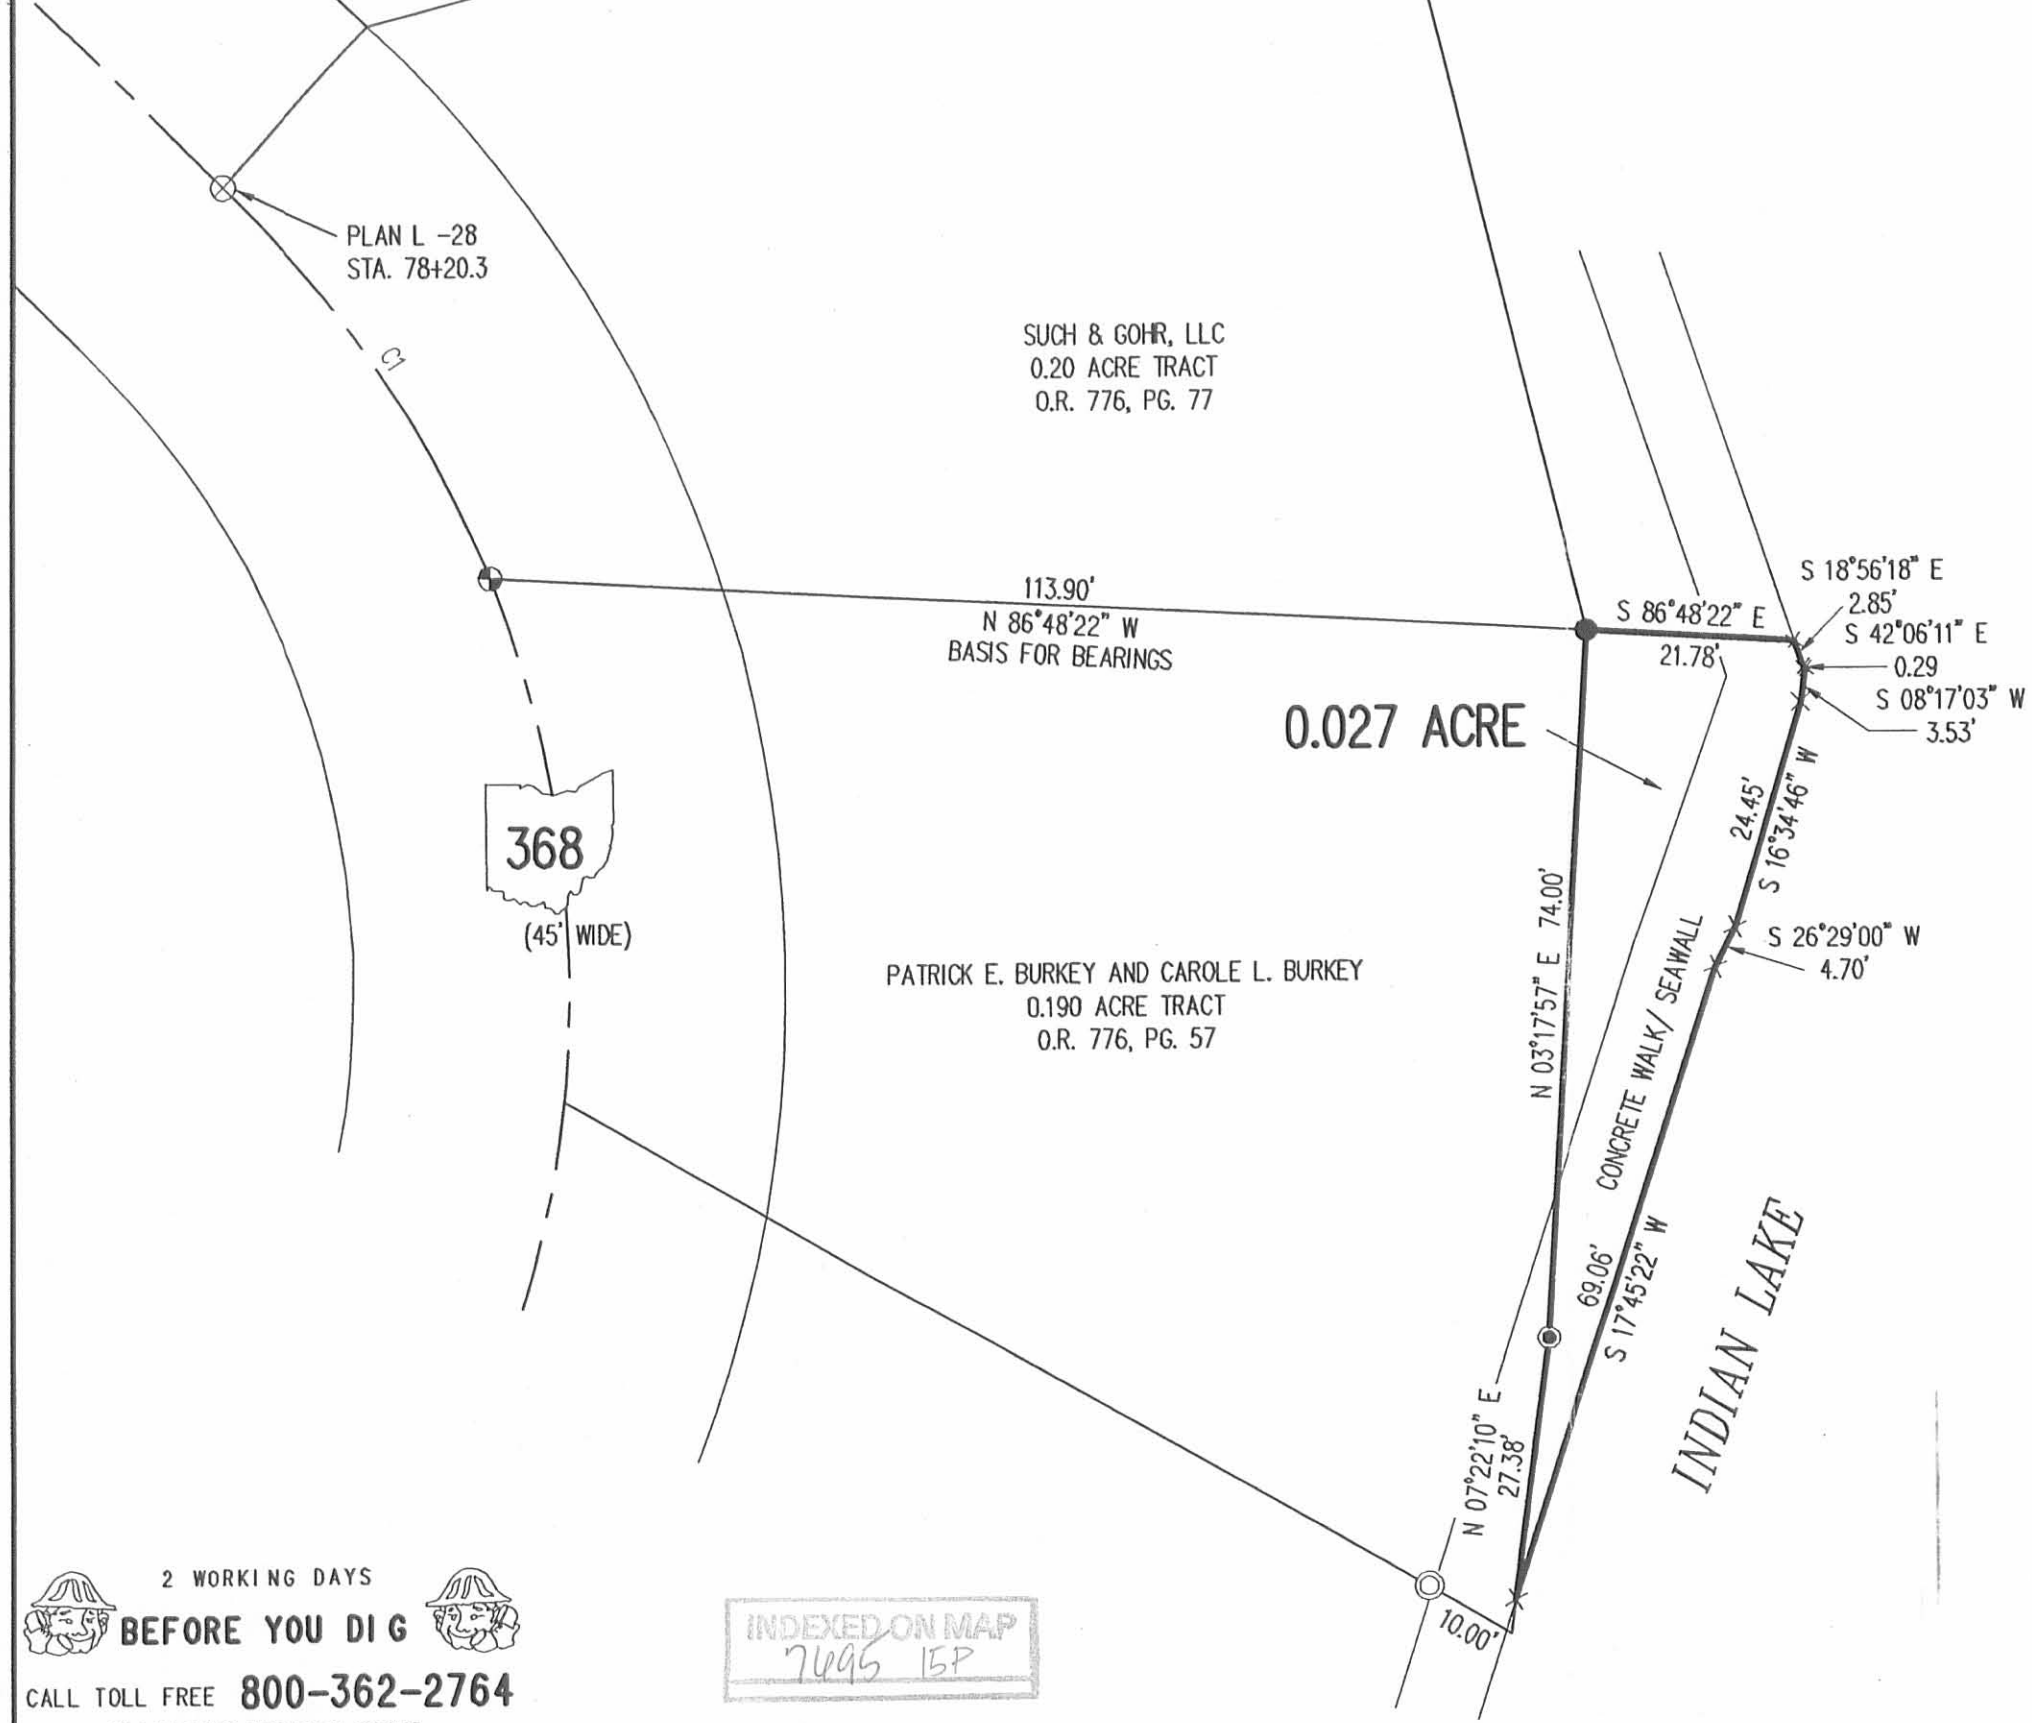 PLAN L -28
STA. 78+20.3
C1
SUCH & GOHR, LLC
0.20 ACRE TRACT
O.R. 776, PG. 77
113.90'
N 86°48'22" W
BASIS FOR BEARINGS
S 86°48'22" E
21.78'
S 18°56'18" E
2.85'
S 42°06'11" E
0.29
S 08°17'03" W
3.53'
0.027 ACRE
24.45'
S 16°34'46" W
368
(45' WIDE)
N 03°17'57" E 74.00'
S 26°29'00" W
4.70'
PATRICK E. BURKEY AND CAROLE L. BURKEY
0.190 ACRE TRACT
O.R. 776, PG. 57
CONCRETE WALK/ SEAWALL
69.06'
S 17°45'22" W
INDIAN LAKE
N 07°22'10" E
27.38'
10.00'
2 WORKING DAYS
BEFORE YOU DIG
CALL TOLL FREE 800-362-2764
INDEXED ON MAP
7695 15P